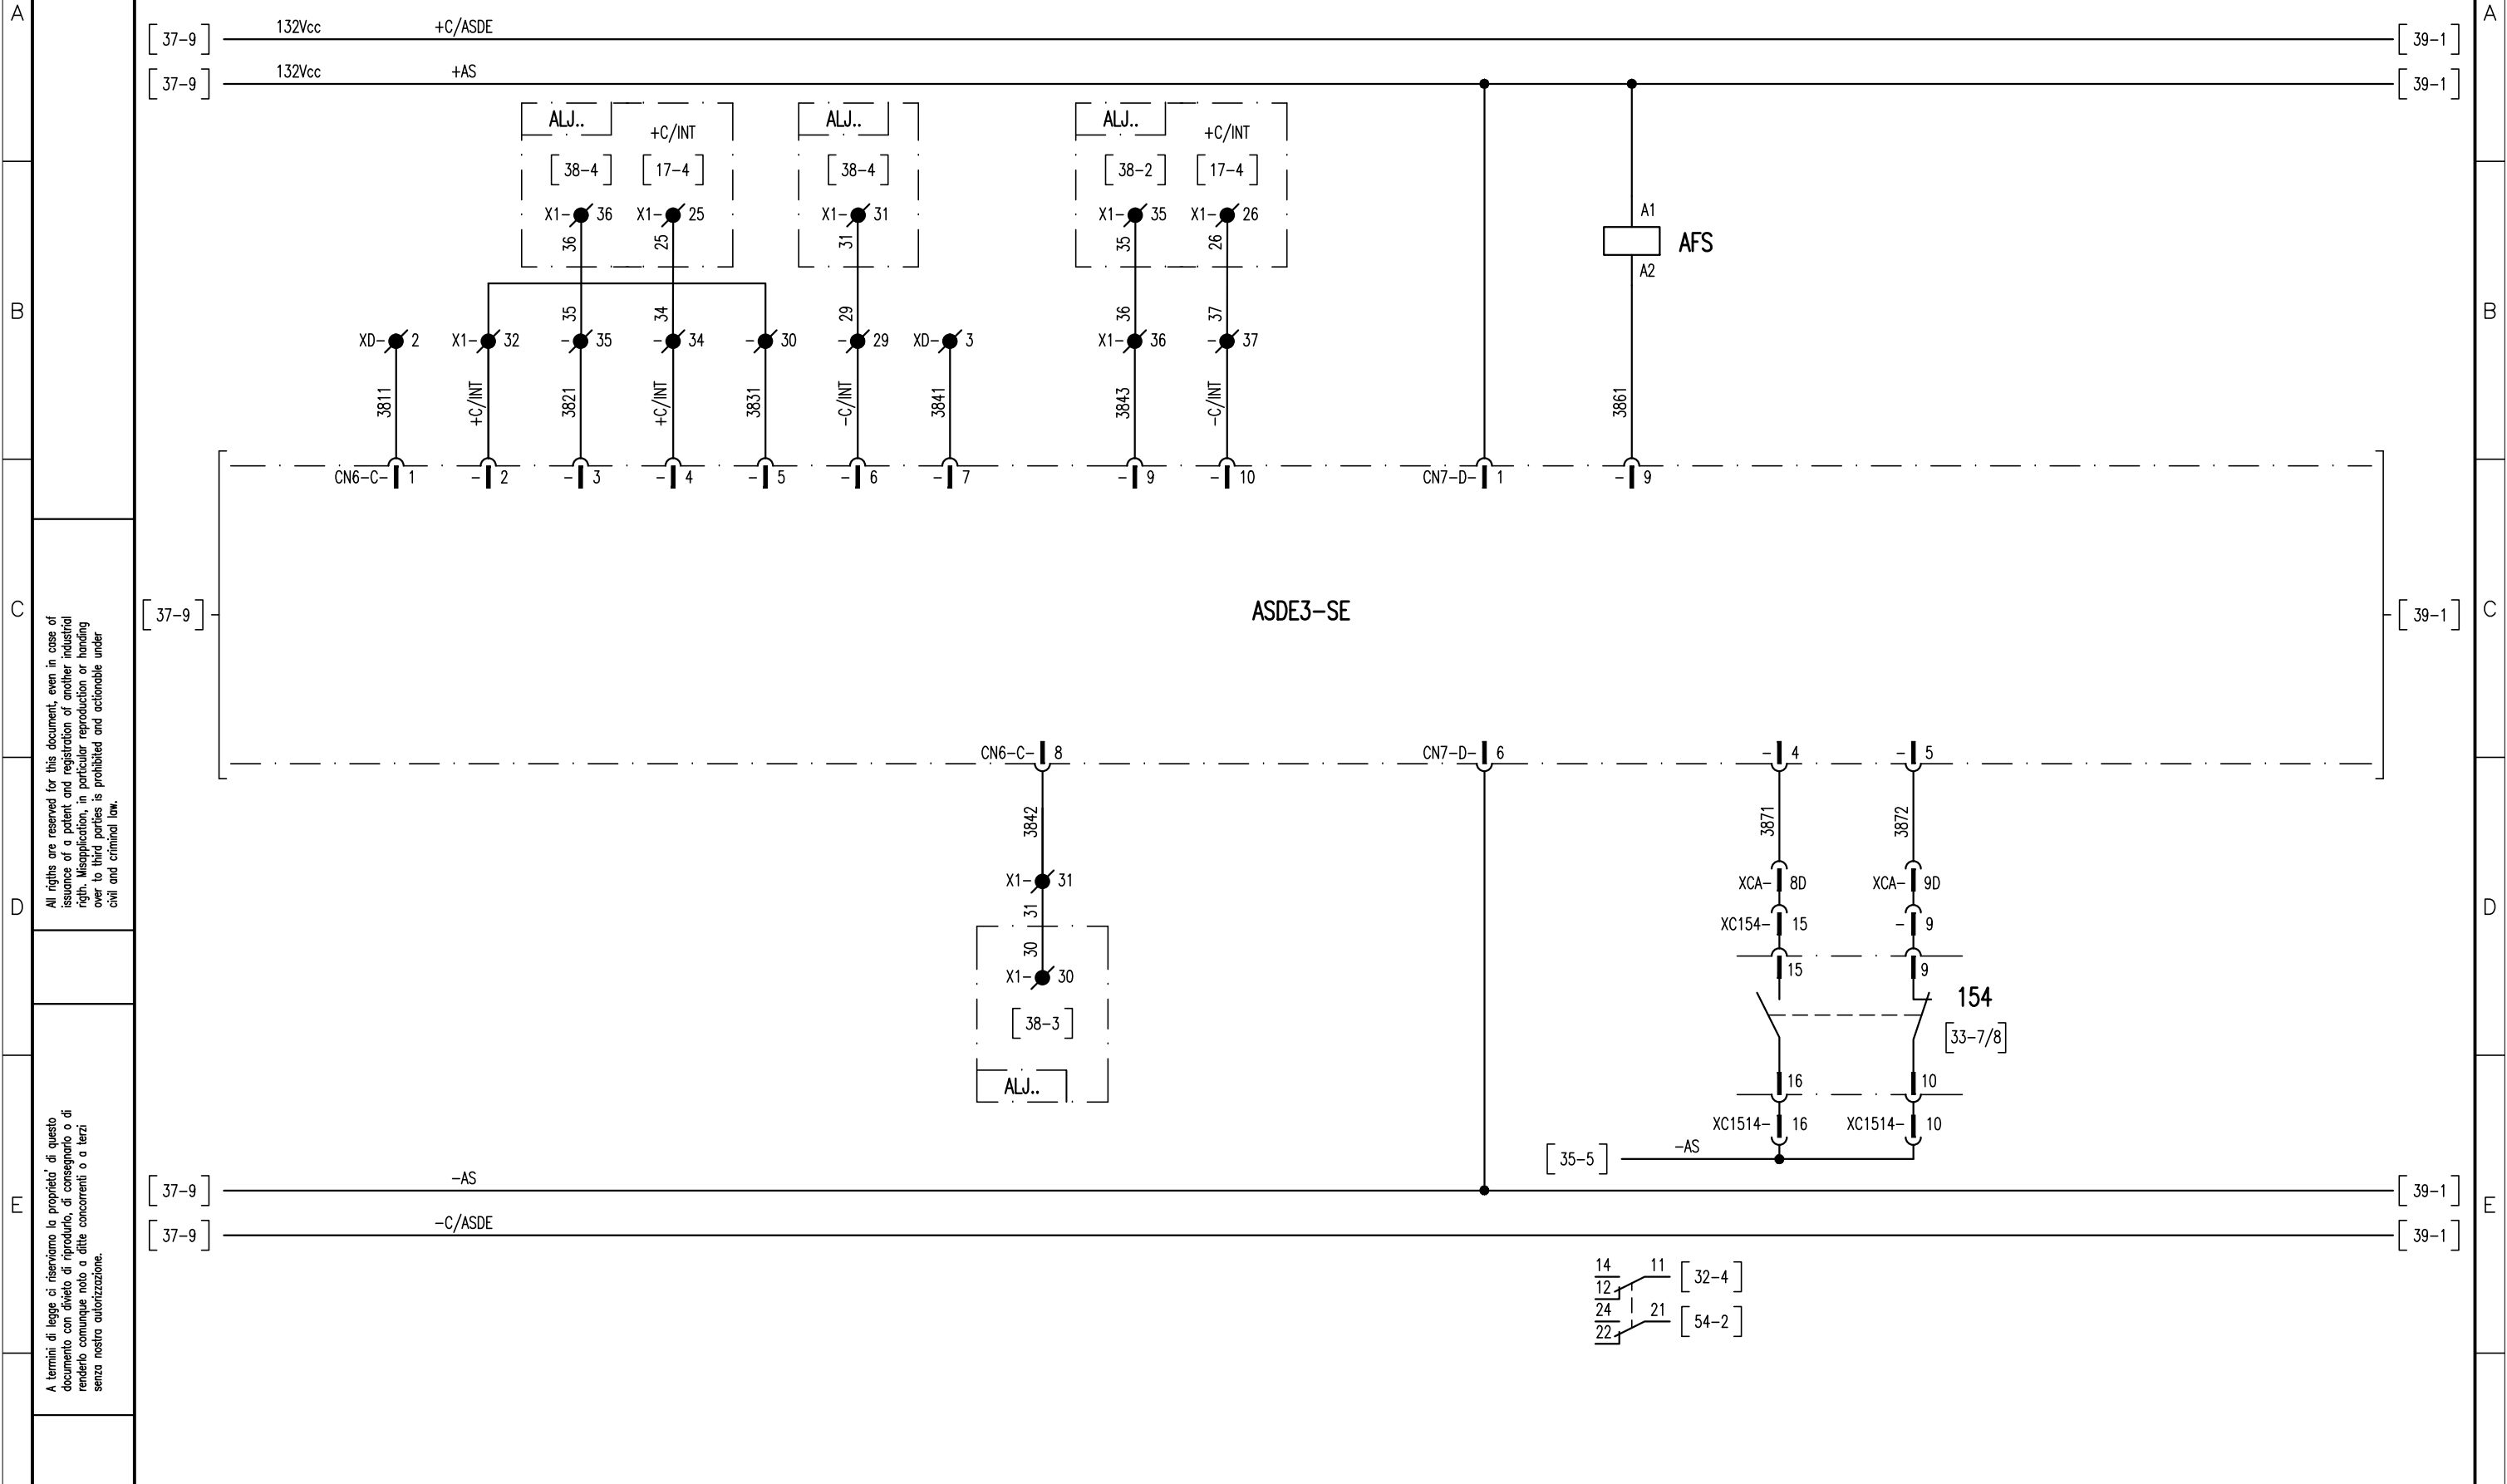 A
A
37-9
132Vcc
+C/ASDE
39-1
37-9
132Vcc
+AS
39-1
ALJ..
+C/INT
ALJ..
ALJ..
+C/INT
38-4
17-4
38-4
38-2
17-4
X1- 36
X1- 25
X1- 31
X1- 35
X1- 26
A1
36
25
31
35
26
AFS
A2
B
B
35
34
29
36
37
XD- 2
X1- 32
- 35
- 34
- 30
- 29
XD- 3
X1- 36
- 37
3811
+C/INT
3821
+C/INT
3831
-C/INT
3841
3843
-C/INT
3861
CN6-C- 1
- 2
- 3
- 4
- 5
- 6
- 7
- 9
- 10
CN7-D- 1
- 9
C
37-9
ASDE3-SE
39-1
C
CN6-C- 8
CN7-D- 6
- 4
- 5
3842
3871
3872
X1- 31
XCA- 8D
XCA- 9D
D
D
31
XC154- 15
- 9
30
15
9
X1- 30
154
38-3
33-7/8
ALJ..
16
10
XC1514- 16
XC1514- 10
35-5
-AS
37-9
-AS
39-1
E
E
37-9
-C/ASDE
39-1
14
11
32-4
12
24
21
54-2
22
All rigths are reserved for this document, even in case of
issuance of a patent and registration of another industrial
rigth. Misapplication, in particular reproduction or handing
over to third parties is prohibited and actionable under
civil and criminal law.
A termini di legge ci riserviamo la proprieta' di questo
documento con divieto di riprodurlo, di consegnarlo o di
renderlo comunque noto a ditte concorrenti o a terzi
senza nostra autorizzazione.